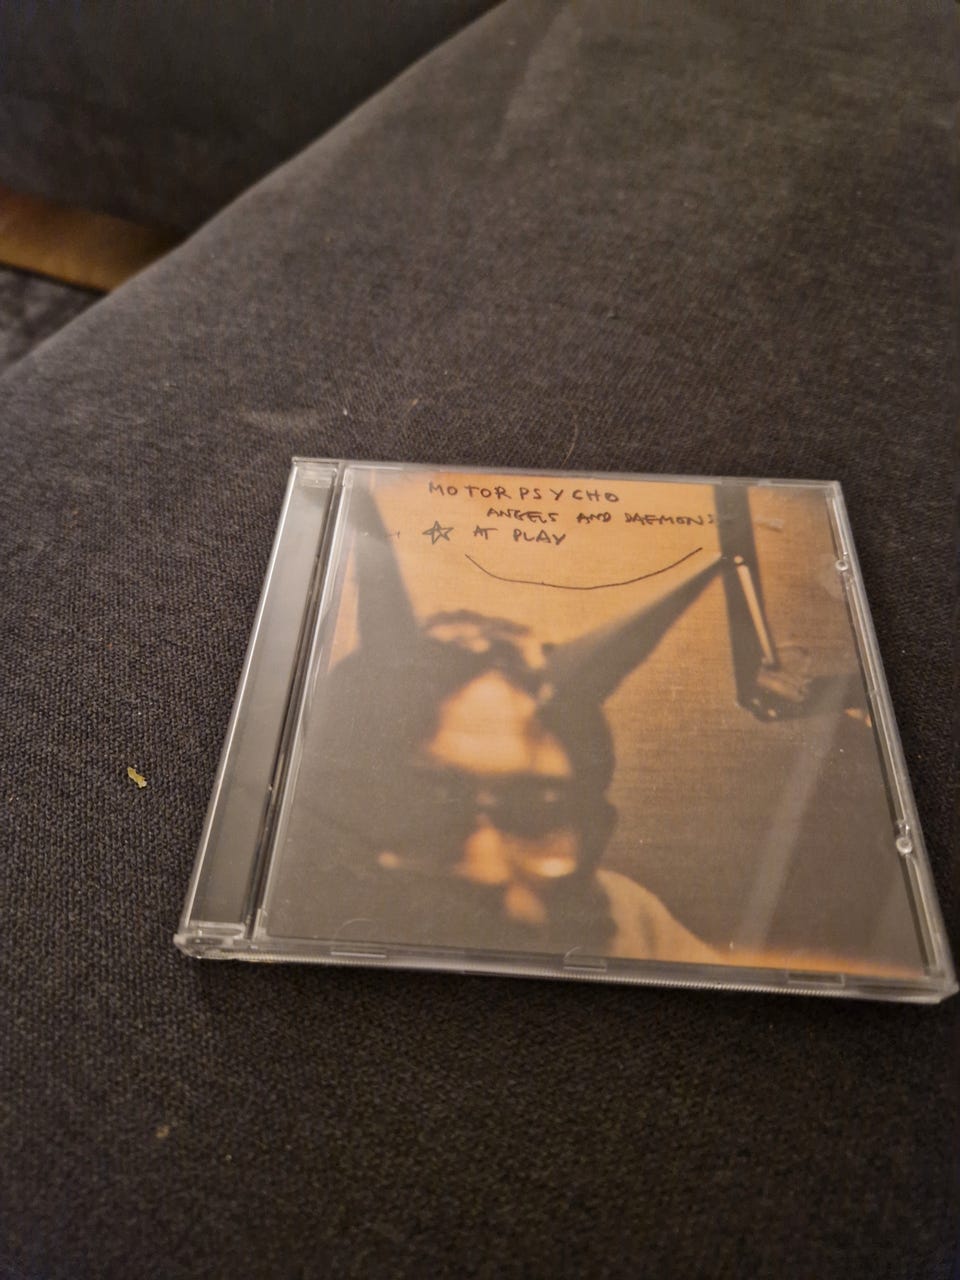 MOTORPSYCHO
ANGELS AND DAEMONS
AT PLAY